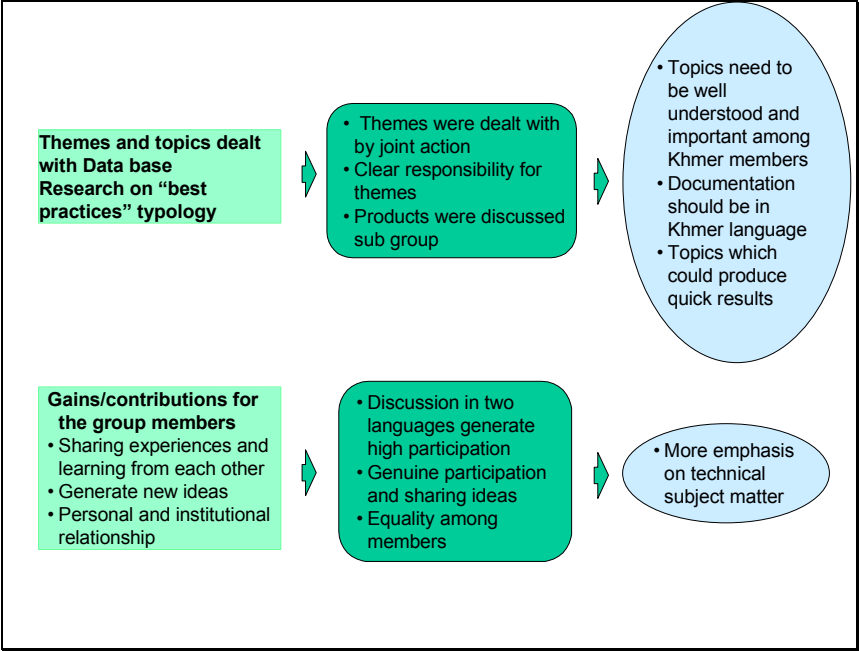 Themes and topics dealt
with Data base
Research on “best
practices” typology
• Themes were dealt with
by joint action
• Clear responsibility for
themes
• Products were discussed
sub group
• Topics need to
be well
understood and
important among
Khmer members
• Documentation
should be in
Khmer language
• Topics which
could produce
quick results
Gains/contributions for
the group members
• Sharing experiences and
learning from each other
• Generate new ideas
• Personal and institutional
relationship
• Discussion in two
languages generate
high participation
• Genuine participation
and sharing ideas
• Equality among
members
• More emphasis
on technical
subject matter